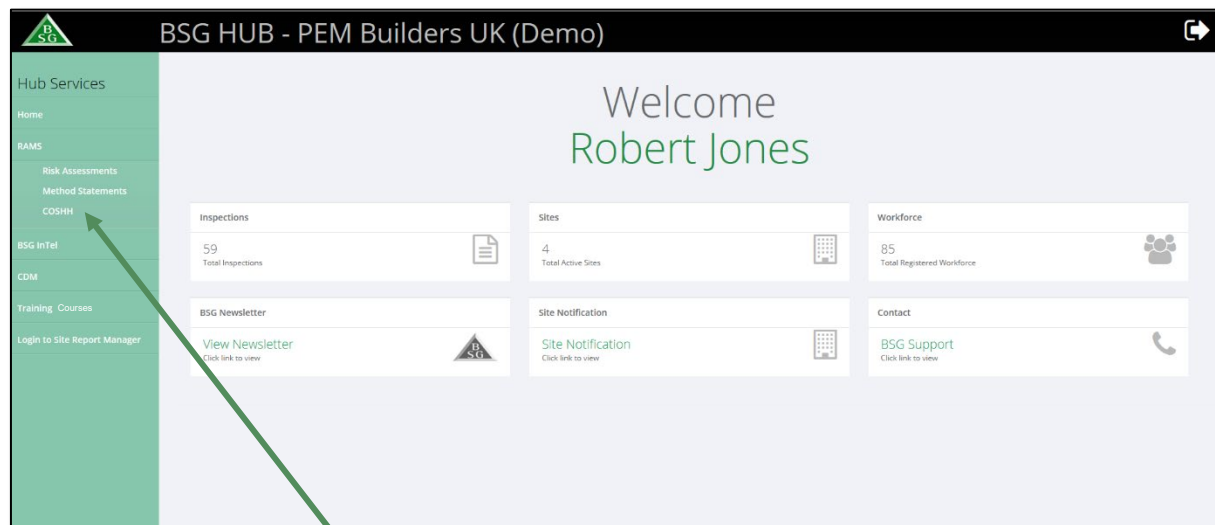 BSG
BSG HUB - PEM Builders UK (Demo)
Hub Services
Home
RAMS
Risk Assessments
Method Statements
COSHH
BSG InTel
CDM
Training Courses
Login to Site Report Manager
Welcome
Robert Jones
Inspections
59
Total Inspections
Sites
4
Total Active Sites
Workforce
85
Total Registered Workforce
BSG Newsletter
View Newsletter
Click link to view
BSG
Site Notification
Site Notification
Click link to view
Contact
BSG Support
Click link to view